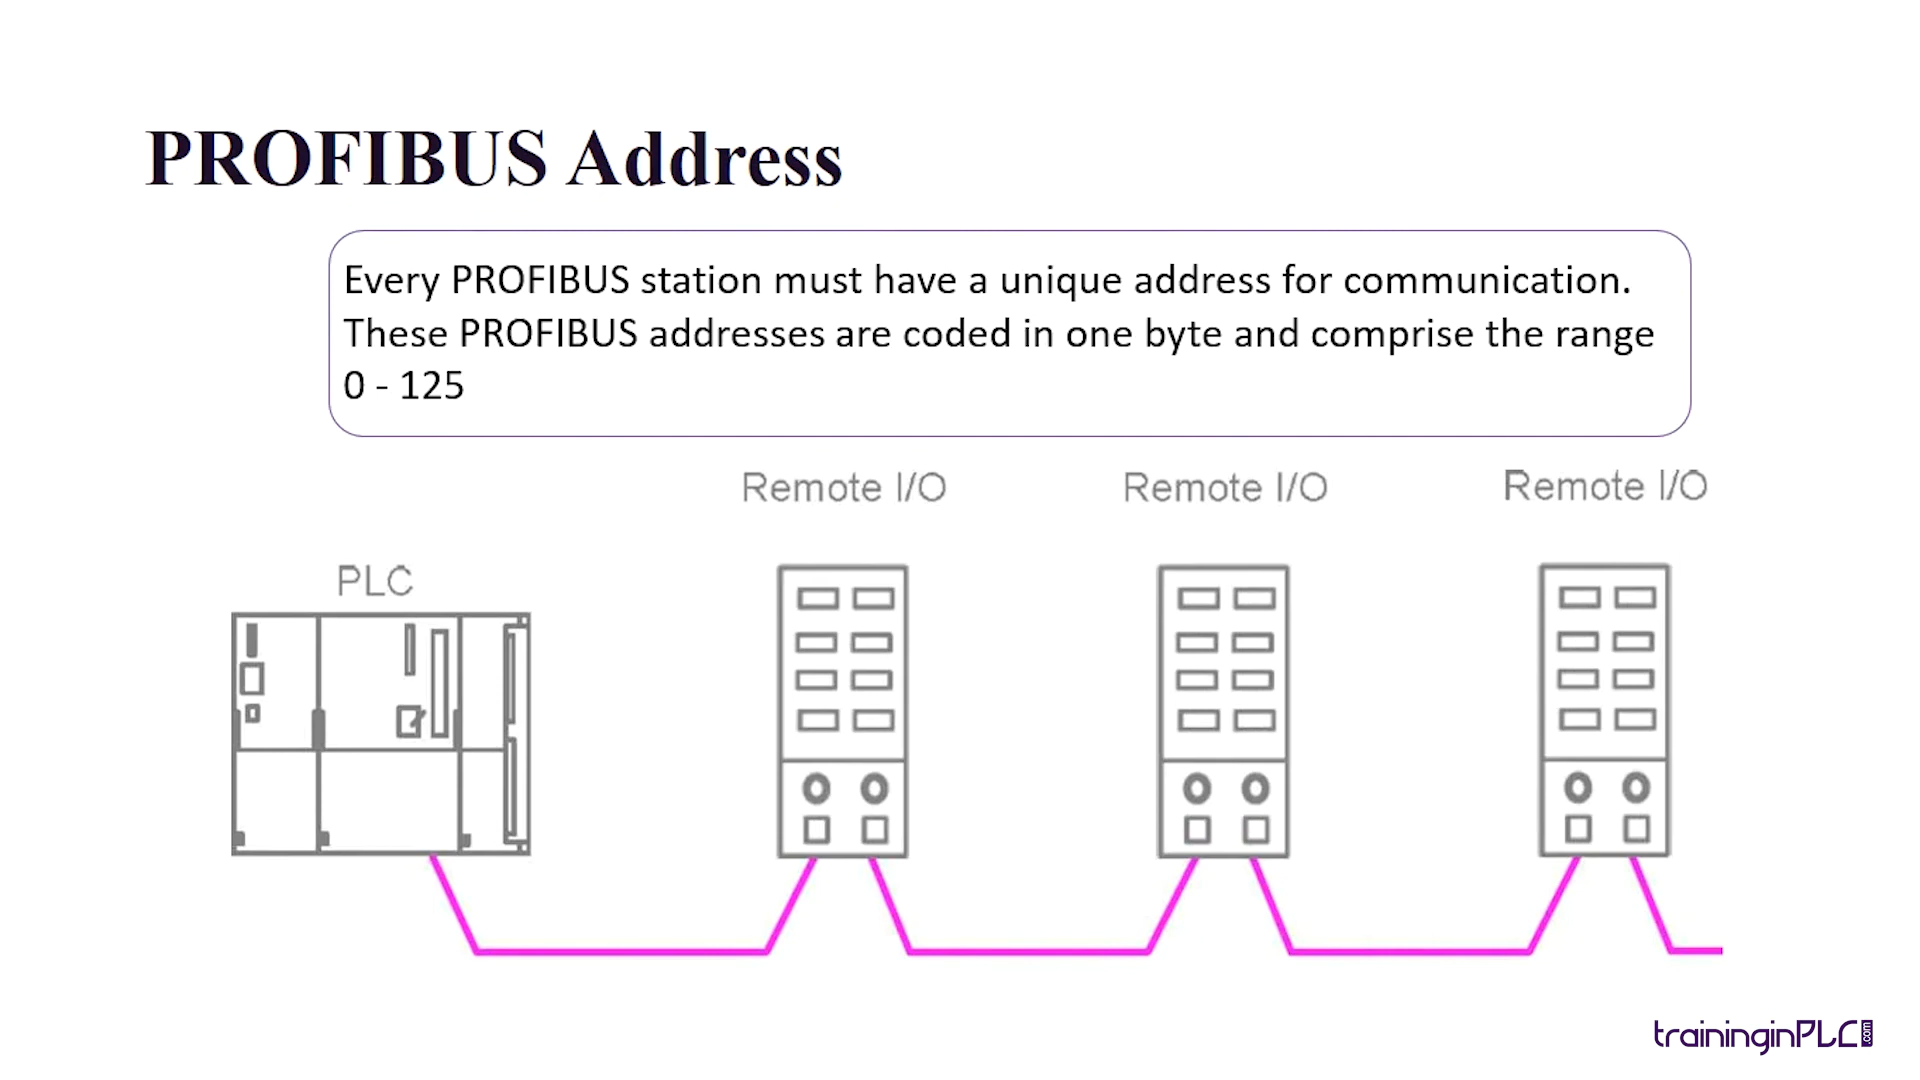 PROFIBUS Address
Every PROFIBUS station must have a unique address for communication.
These PROFIBUS addresses are coded in one byte and comprise the range
0 - 125
Remote I/O
Remote I/O
Remote I/O
PLC
traininginPLC.com